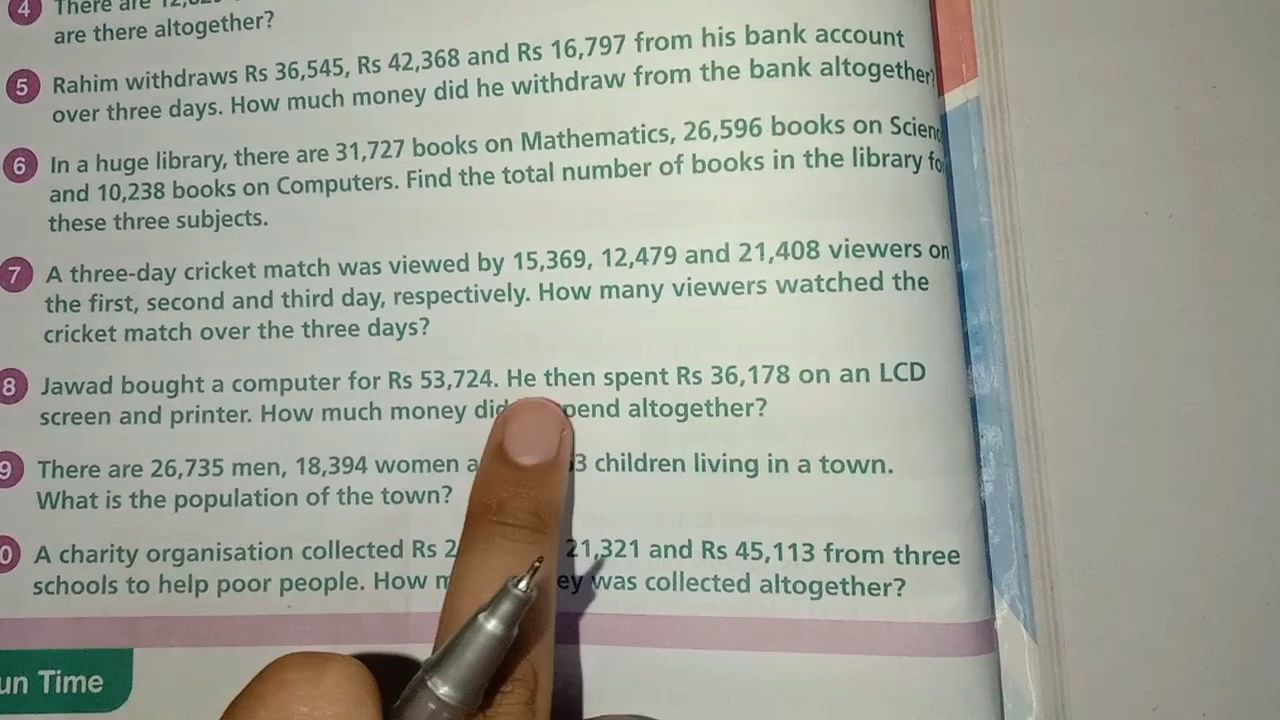 4 There are
are there altogether?
5 Rahim withdraws Rs 36,545, Rs 42,368 and Rs 16,797 from his bank account
over three days. How much money did he withdraw from the bank altogether?
6 In a huge library, there are 31,727 books on Mathematics, 26,596 books on
and 10,238 books on Computers. Find the total number of books in the library
these three subjects.
7 A three-day cricket match was viewed by 15,369, 12,479 and 21,408 viewers on
the first, second and third day, respectively. How many viewers watched the
cricket match over the three days?
8 Jawad bought a computer for Rs 53,724. He then spent Rs 36,178 on an LCD
screen and printer. How much money did altogether?
9 There are 26,735 men, 18,394 women children living in a town.
What is the population of the town?
A charity organisation collected Rs 21,321 and Rs 45,113 from three
schools to help poor people. How was collected altogether?
Time